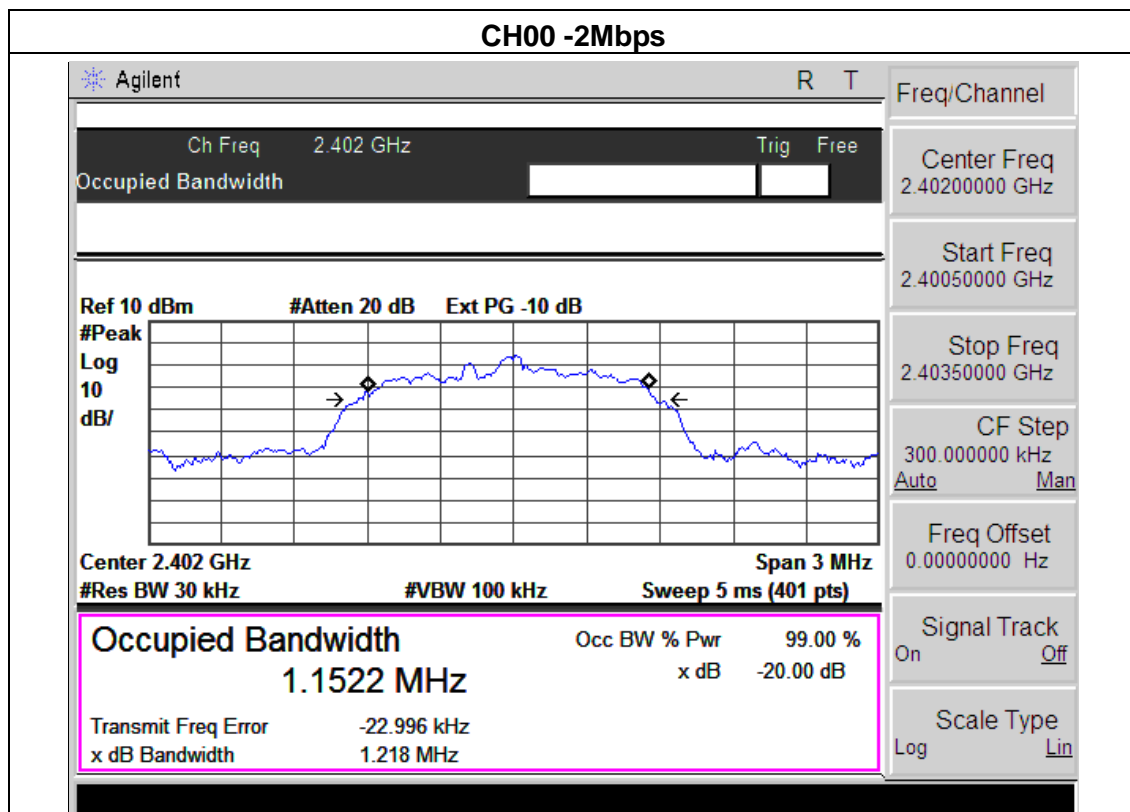 CH00 -2Mbps
Agilent R T
Freq/Channel
Ch Freq 2.402 GHz Trig Free
Occupied Bandwidth
Center Freq
2.40200000 GHz
Start Freq
2.40050000 GHz
Stop Freq
2.40350000 GHz
CF Step
300.000000 kHz
Auto Man
Freq Offset
0.00000000 Hz
Signal Track
On Off
Scale Type
Log Lin
Ref 10 dBm #Atten 20 dB Ext PG -10 dB
#Peak
Log
10
dB/
Center 2.402 GHz Span 3 MHz
#Res BW 30 kHz #VBW 100 kHz Sweep 5 ms (401 pts)
Occupied Bandwidth Occ BW % Pwr 99.00 %
1.1522 MHz x dB -20.00 dB
Transmit Freq Error -22.996 kHz
x dB Bandwidth 1.218 MHz